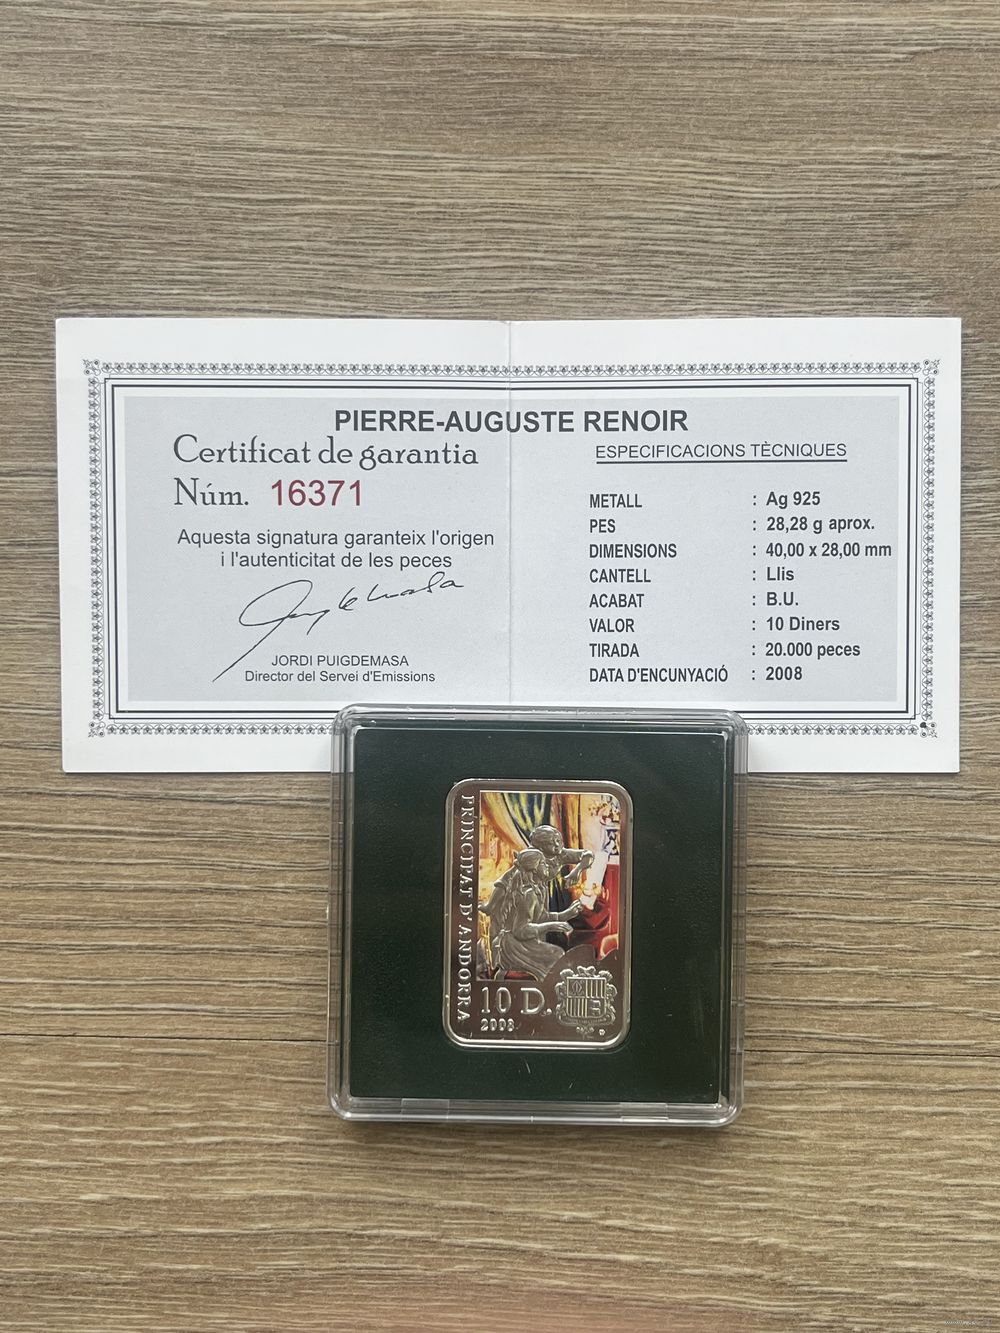 PIERRE-AUGUSTE RENOIR
Certificat de garantia
Núm. 16371
Aquesta signatura garanteix l'origen
i l'autenticitat de les peces
JORDI PUIGDEMASA
Director del Servei d'Emissions
ESPECIFICACIONS TÈCNIQUES
METALL : Ag 925
PES : 28,28 g aprox.
DIMENSIONS : 40,00 x 28,00 mm
CANTELL : Llis
ACABAT : B.U.
VALOR : 10 Diners
TIRADA : 20.000 peces
DATA D'ENCUNYACIÓ : 2008
PRINCIPAT D'ANDORRA
10 D.
2008